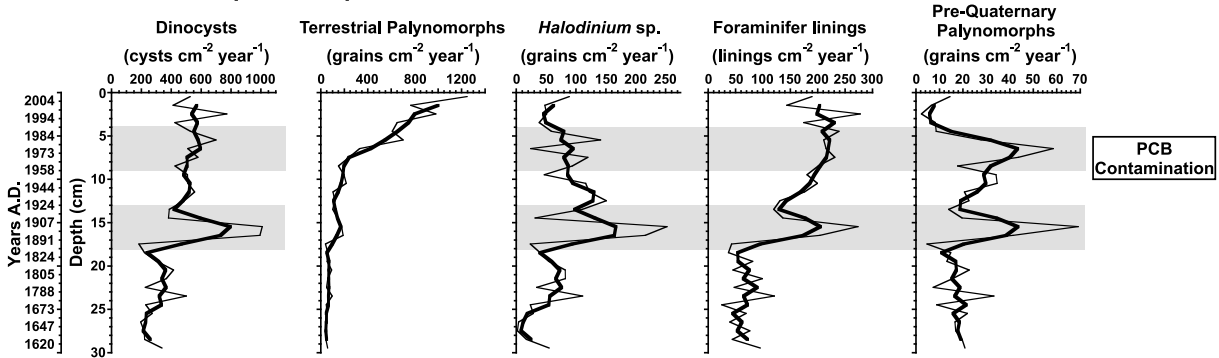 Dinocysts
(cysts cm-2 year-1)
0 200 400 600 800 1000
Terrestrial Palynomorphs
(grains cm-2 year-1)
0 400 800 1200
Halodinium sp.
(grains cm-2 year-1)
0 50 100 150 200 250
Foraminifer linings
(linings cm-2 year-1)
0 50 100 150 200 250 300
Pre-Quaternary
Palynomorphs
(grains cm-2 year-1)
0 10 20 30 40 50 60 70
Years A.D.
2004
1994
1984
1973
1958
1944
1924
1907
1891
1824
1805
1788
1673
1647
1620
Depth (cm)
0
5
10
15
20
25
30
PCB
Contamination